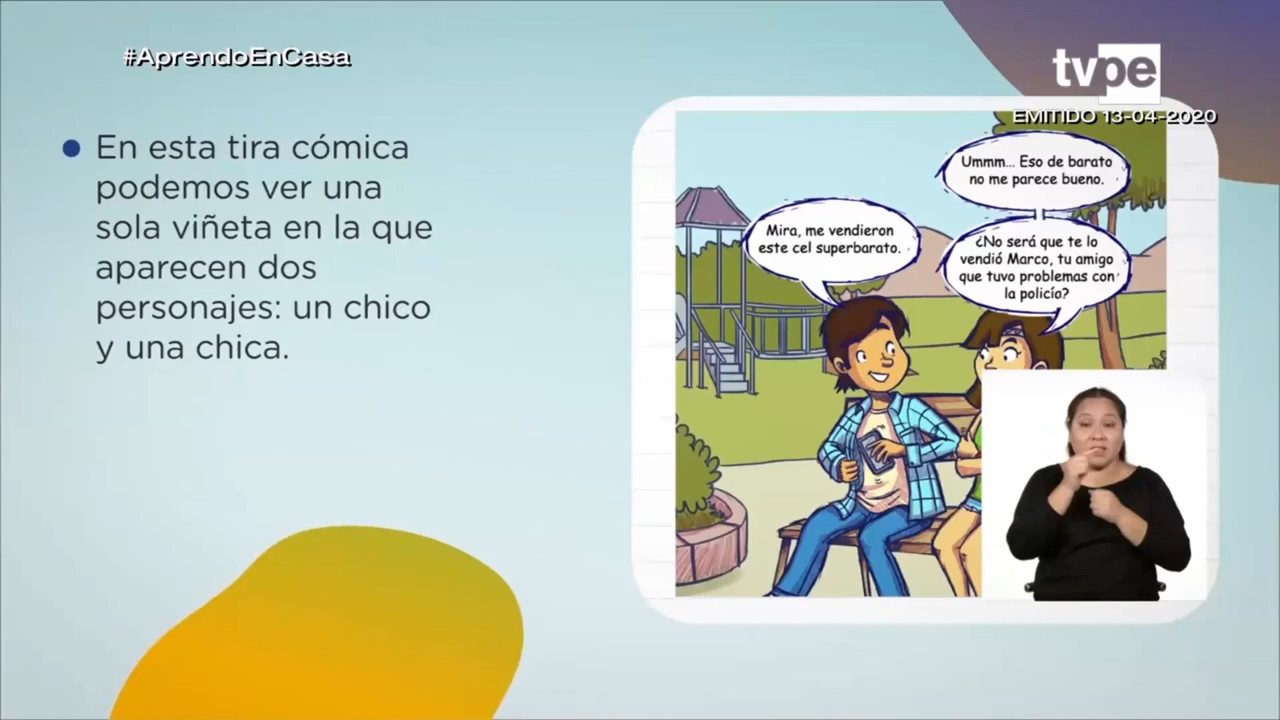 #AprendoEnCasa
tvpe
EMITIDO 13-04-2020
En esta tira cómica
podemos ver una
sola viñeta en la que
aparecen dos
personajes: un chico
y una chica.
Mira, me vendieron
este cel superbarato.
Ummm... Eso de barato
no me parece bueno.
¿No será que te lo
vendió Marco, tu amigo
que tuvo problemas con
la policía?